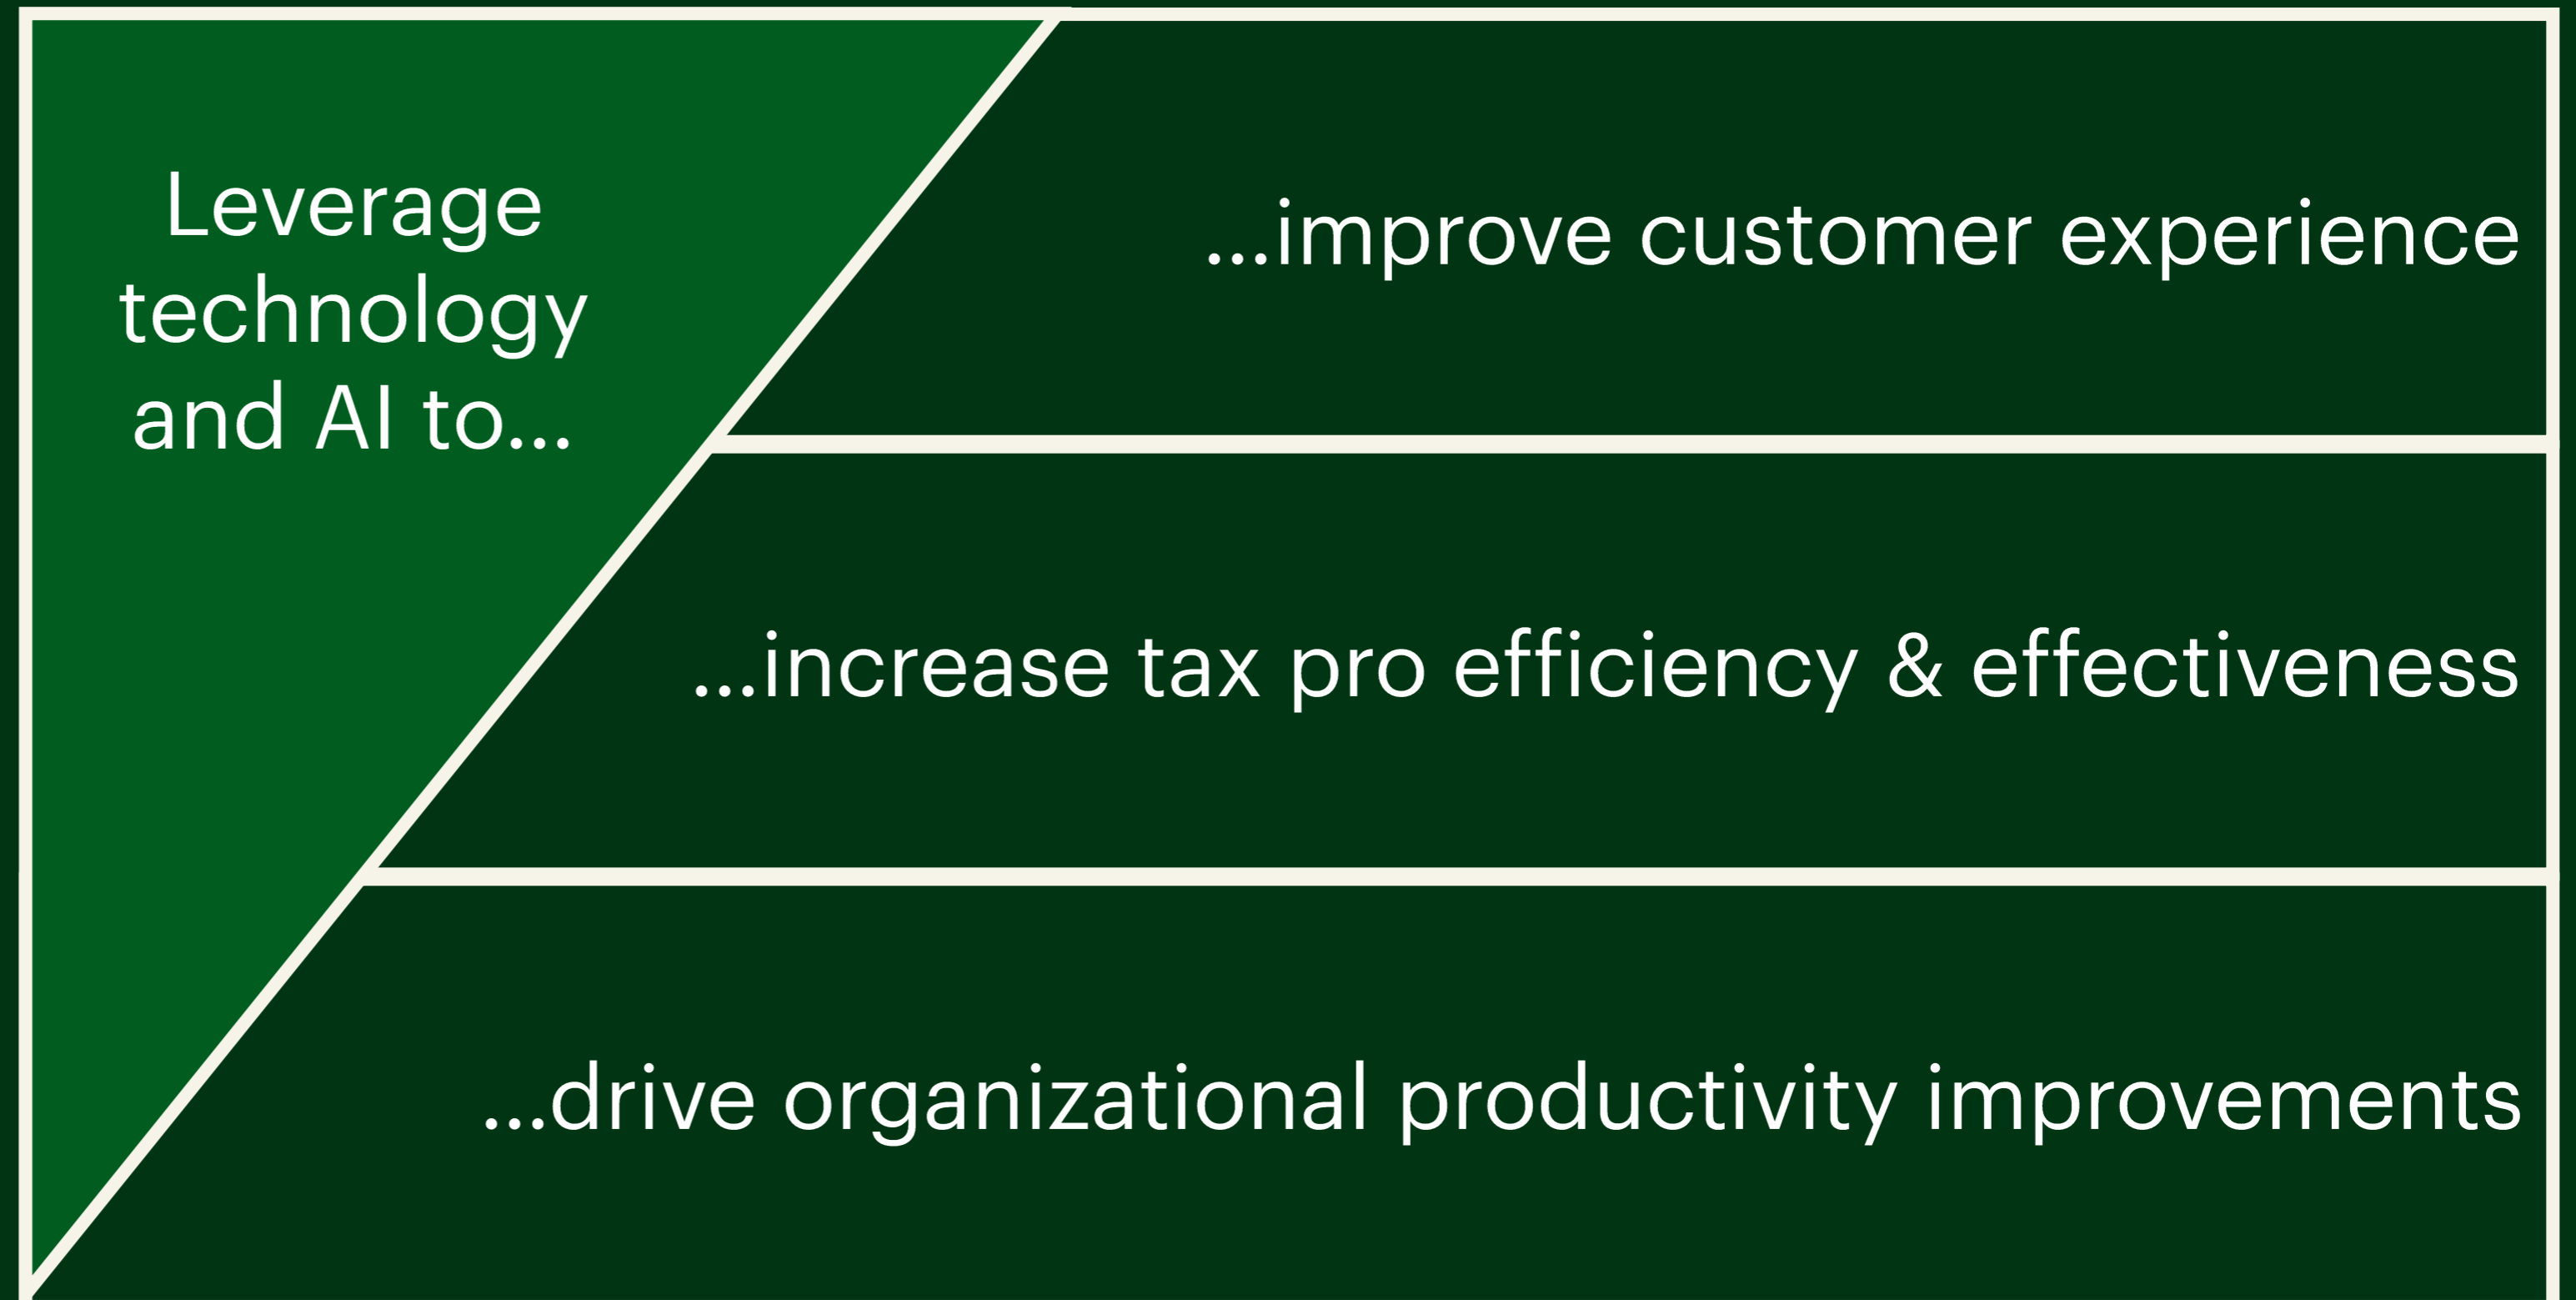 Leverage
technology
and AI to...
...improve customer experience
...increase tax pro efficiency & effectiveness
...drive organizational productivity improvements